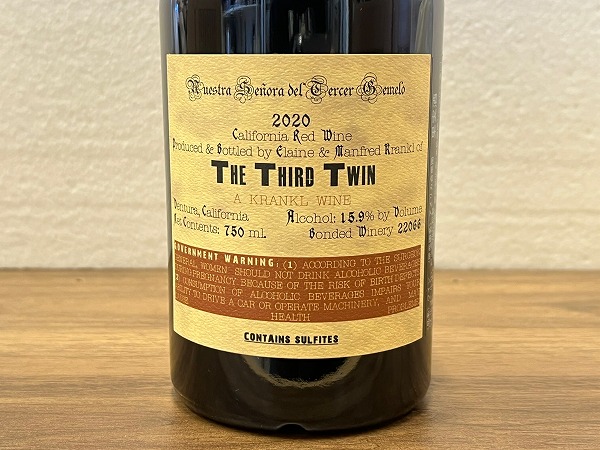 Nuestra Señora del Tercer Gemelo
2020
California Red Wine
Produced & Bottled by Elaine & Manfred Krankl of
THE THIRD TWIN
A KRANKL WINE
Ventura, California Alcohol: 15.9% by Volume
Net Contents: 750 ml. Bonded Winery 22066
GOVERNMENT WARNING: (1) ACCORDING TO THE SURGEON
GENERAL WOMEN SHOULD NOT DRINK ALCOHOLIC BEVERAGES
DURING PREGNANCY BECAUSE OF THE RISK OF BIRTH DEFECTS.
(2) CONSUMPTION OF ALCOHOLIC BEVERAGES IMPAIRS YOUR
ABILITY TO DRIVE A CAR OR OPERATE MACHINERY, AND MAY
HEALTH PROBLEMS
CONTAINS SULFITES